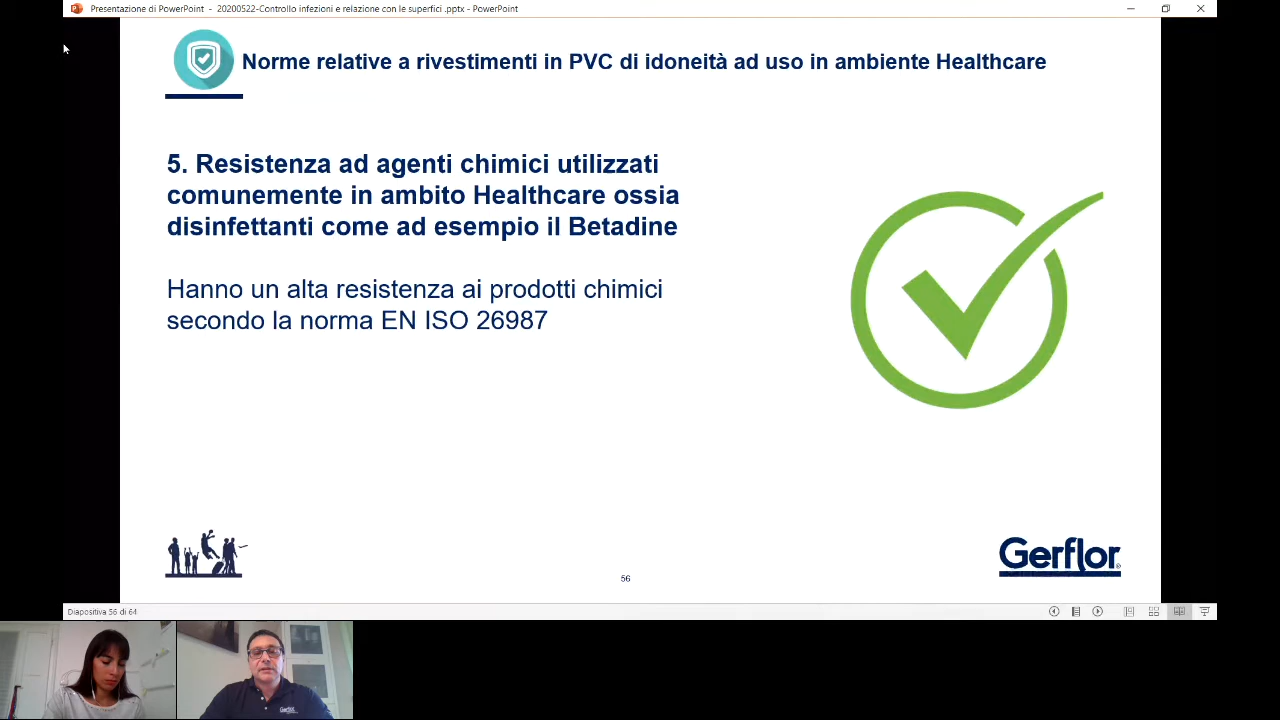 Presentazione di PowerPoint - 20200522-Controllo infezioni e relazione con le superfici .pptx - PowerPoint
Norme relative a rivestimenti in PVC di idoneità ad uso in ambiente Healthcare
5. Resistenza ad agenti chimici utilizzati
comunemente in ambito Healthcare ossia
disinfettanti come ad esempio il Betadine
Hanno un alta resistenza ai prodotti chimici
secondo la norma EN ISO 26987
Gerflor
56
Diapositiva 56 di 64
Gerflor